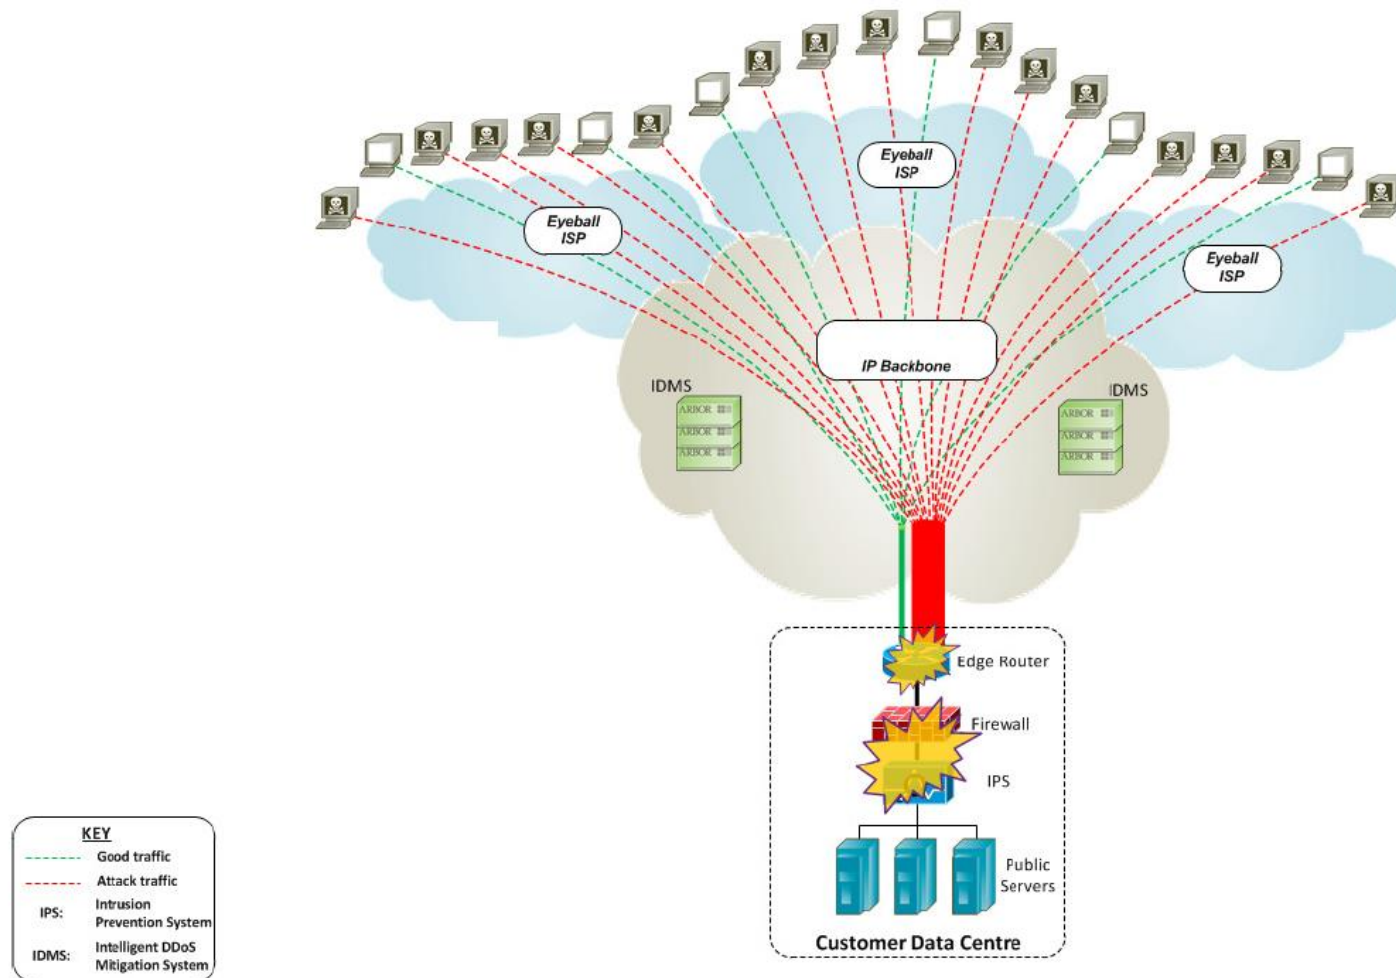 Eyeball
ISP
Eyeball
ISP
Eyeball
ISP
IP Backbone
IDMS
ARBOR
ARBOR
ARBOR
IDMS
ARBOR
ARBOR
ARBOR
Edge Router
Firewall
IPS
Public
Servers
Customer Data Centre
KEY
Good traffic
Attack traffic
IPS: Intrusion
Prevention System
IDMS: Intelligent DDoS
Mitigation System